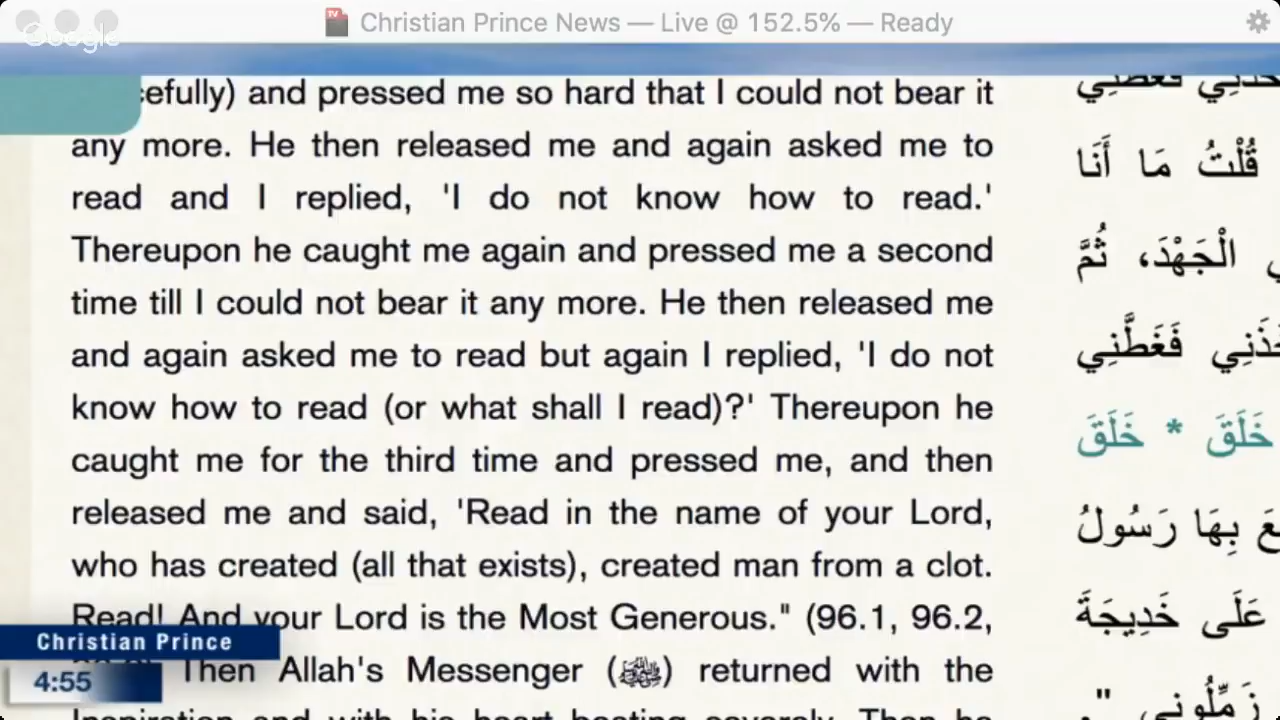 Christian Prince News — Live @ 152.5% — Ready
Google
efully) and pressed me so hard that I could not bear it
any more. He then released me and again asked me to
read and I replied, 'I do not know how to read.'
Thereupon he caught me again and pressed me a second
time till I could not bear it any more. He then released me
and again asked me to read but again I replied, 'I do not
know how to read (or what shall I read)?' Thereupon he
caught me for the third time and pressed me, and then
released me and said, 'Read in the name of your Lord,
who has created (all that exists), created man from a clot.
Read! And your Lord is the Most Generous." (96.1, 96.2,
Then Allah's Messenger (ﷺ) returned with the
فَغَطَّنِي
قُلْتُ مَا أَنَا
الْجَهْدَ، ثُمَّ
فَغَطَّنِي
خَلَقَ * خَلَقَ
بِهَا رَسُولُ
عَلَى خَدِيجَةَ
زَمِّلُونِي ".
Christian Prince
4:55